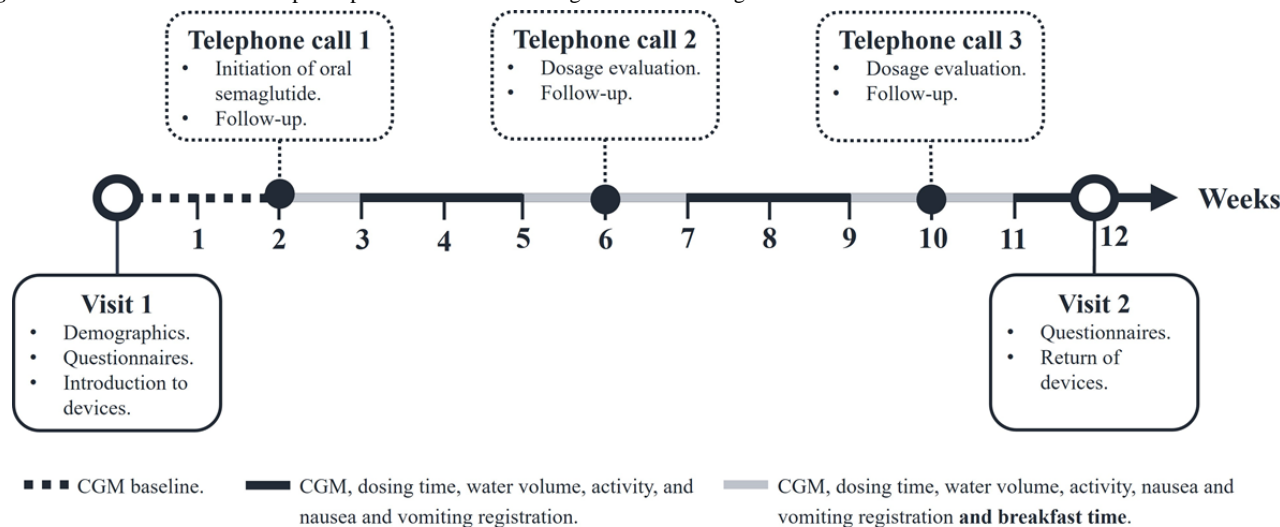 Telephone call 1
• Initiation of oral
semaglutide.
• Follow-up.
Telephone call 2
• Dosage evaluation.
• Follow-up.
Telephone call 3
• Dosage evaluation.
• Follow-up.
Weeks
1 2 3 4 5 6 7 8 9 10 11 12
Visit 1
• Demographics.
• Questionnaires.
• Introduction to
devices.
Visit 2
• Questionnaires.
• Return of
devices.
CGM baseline.
CGM, dosing time, water volume, activity, and
nausea and vomiting registration.
CGM, dosing time, water volume, activity, nausea and
vomiting registration and breakfast time.